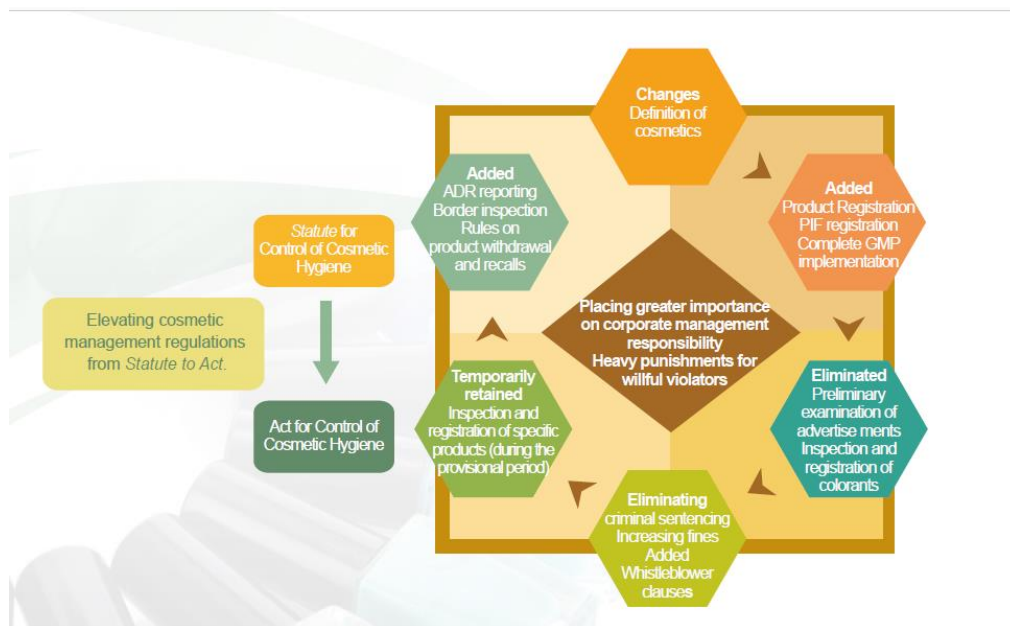 Elevating cosmetic
management regulations
from Statute to Act.
Statute for
Control of Cosmetic
Hygiene
Act for Control of
Cosmetic Hygiene
Changes
Definition of
cosmetics
Added
Product Registration
PIF registration
Complete GMP
implementation
Eliminated
Preliminary
examination of
advertise ments
Inspection and
registration of
colorants
Eliminating
criminal sentencing
Increasing fines
Added
Whistleblower
clauses
Temporarily
retained
Inspection and
registration of specific
products (during the
provisional period)
Added
ADR reporting
Border inspection
Rules on
product withdrawal
and recalls
Placing greater importance
on corporate management
responsibility
Heavy punishments for
willful violators